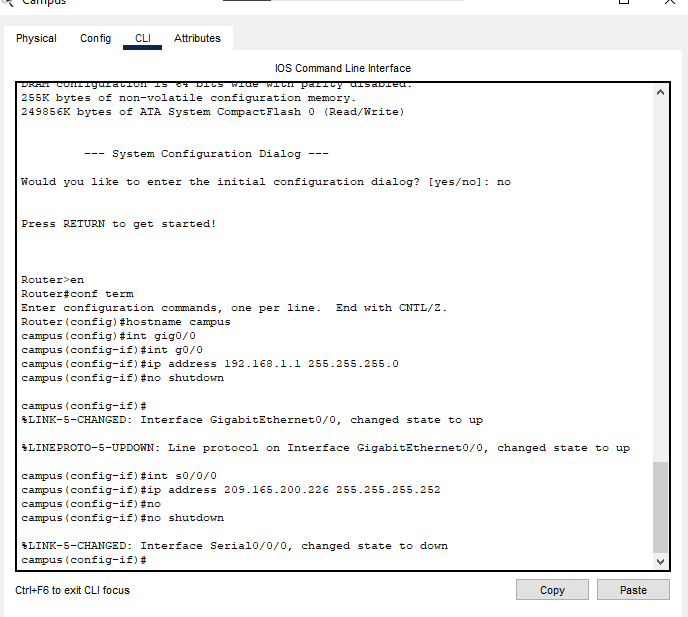 Campus
Physical Config CLI Attributes
IOS Command Line Interface
DRAM configuration is 64 bits wide with parity disabled.
255K bytes of non-volatile configuration memory.
249856K bytes of ATA System CompactFlash 0 (Read/Write)
--- System Configuration Dialog ---
Would you like to enter the initial configuration dialog? [yes/no]: no
Press RETURN to get started!
Router>en
Router#conf term
Enter configuration commands, one per line.  End with CNTL/Z.
Router(config)#hostname campus
campus(config)#int gig0/0
campus(config-if)#int g0/0
campus(config-if)#ip address 192.168.1.1 255.255.255.0
campus(config-if)#no shutdown
campus(config-if)#
%LINK-5-CHANGED: Interface GigabitEthernet0/0, changed state to up
%LINEPROTO-5-UPDOWN: Line protocol on Interface GigabitEthernet0/0, changed state to up
campus(config-if)#int s0/0/0
campus(config-if)#ip address 209.165.200.226 255.255.255.252
campus(config-if)#no
campus(config-if)#no shutdown
%LINK-5-CHANGED: Interface Serial0/0/0, changed state to down
campus(config-if)#
Ctrl+F6 to exit CLI focus
Copy Paste